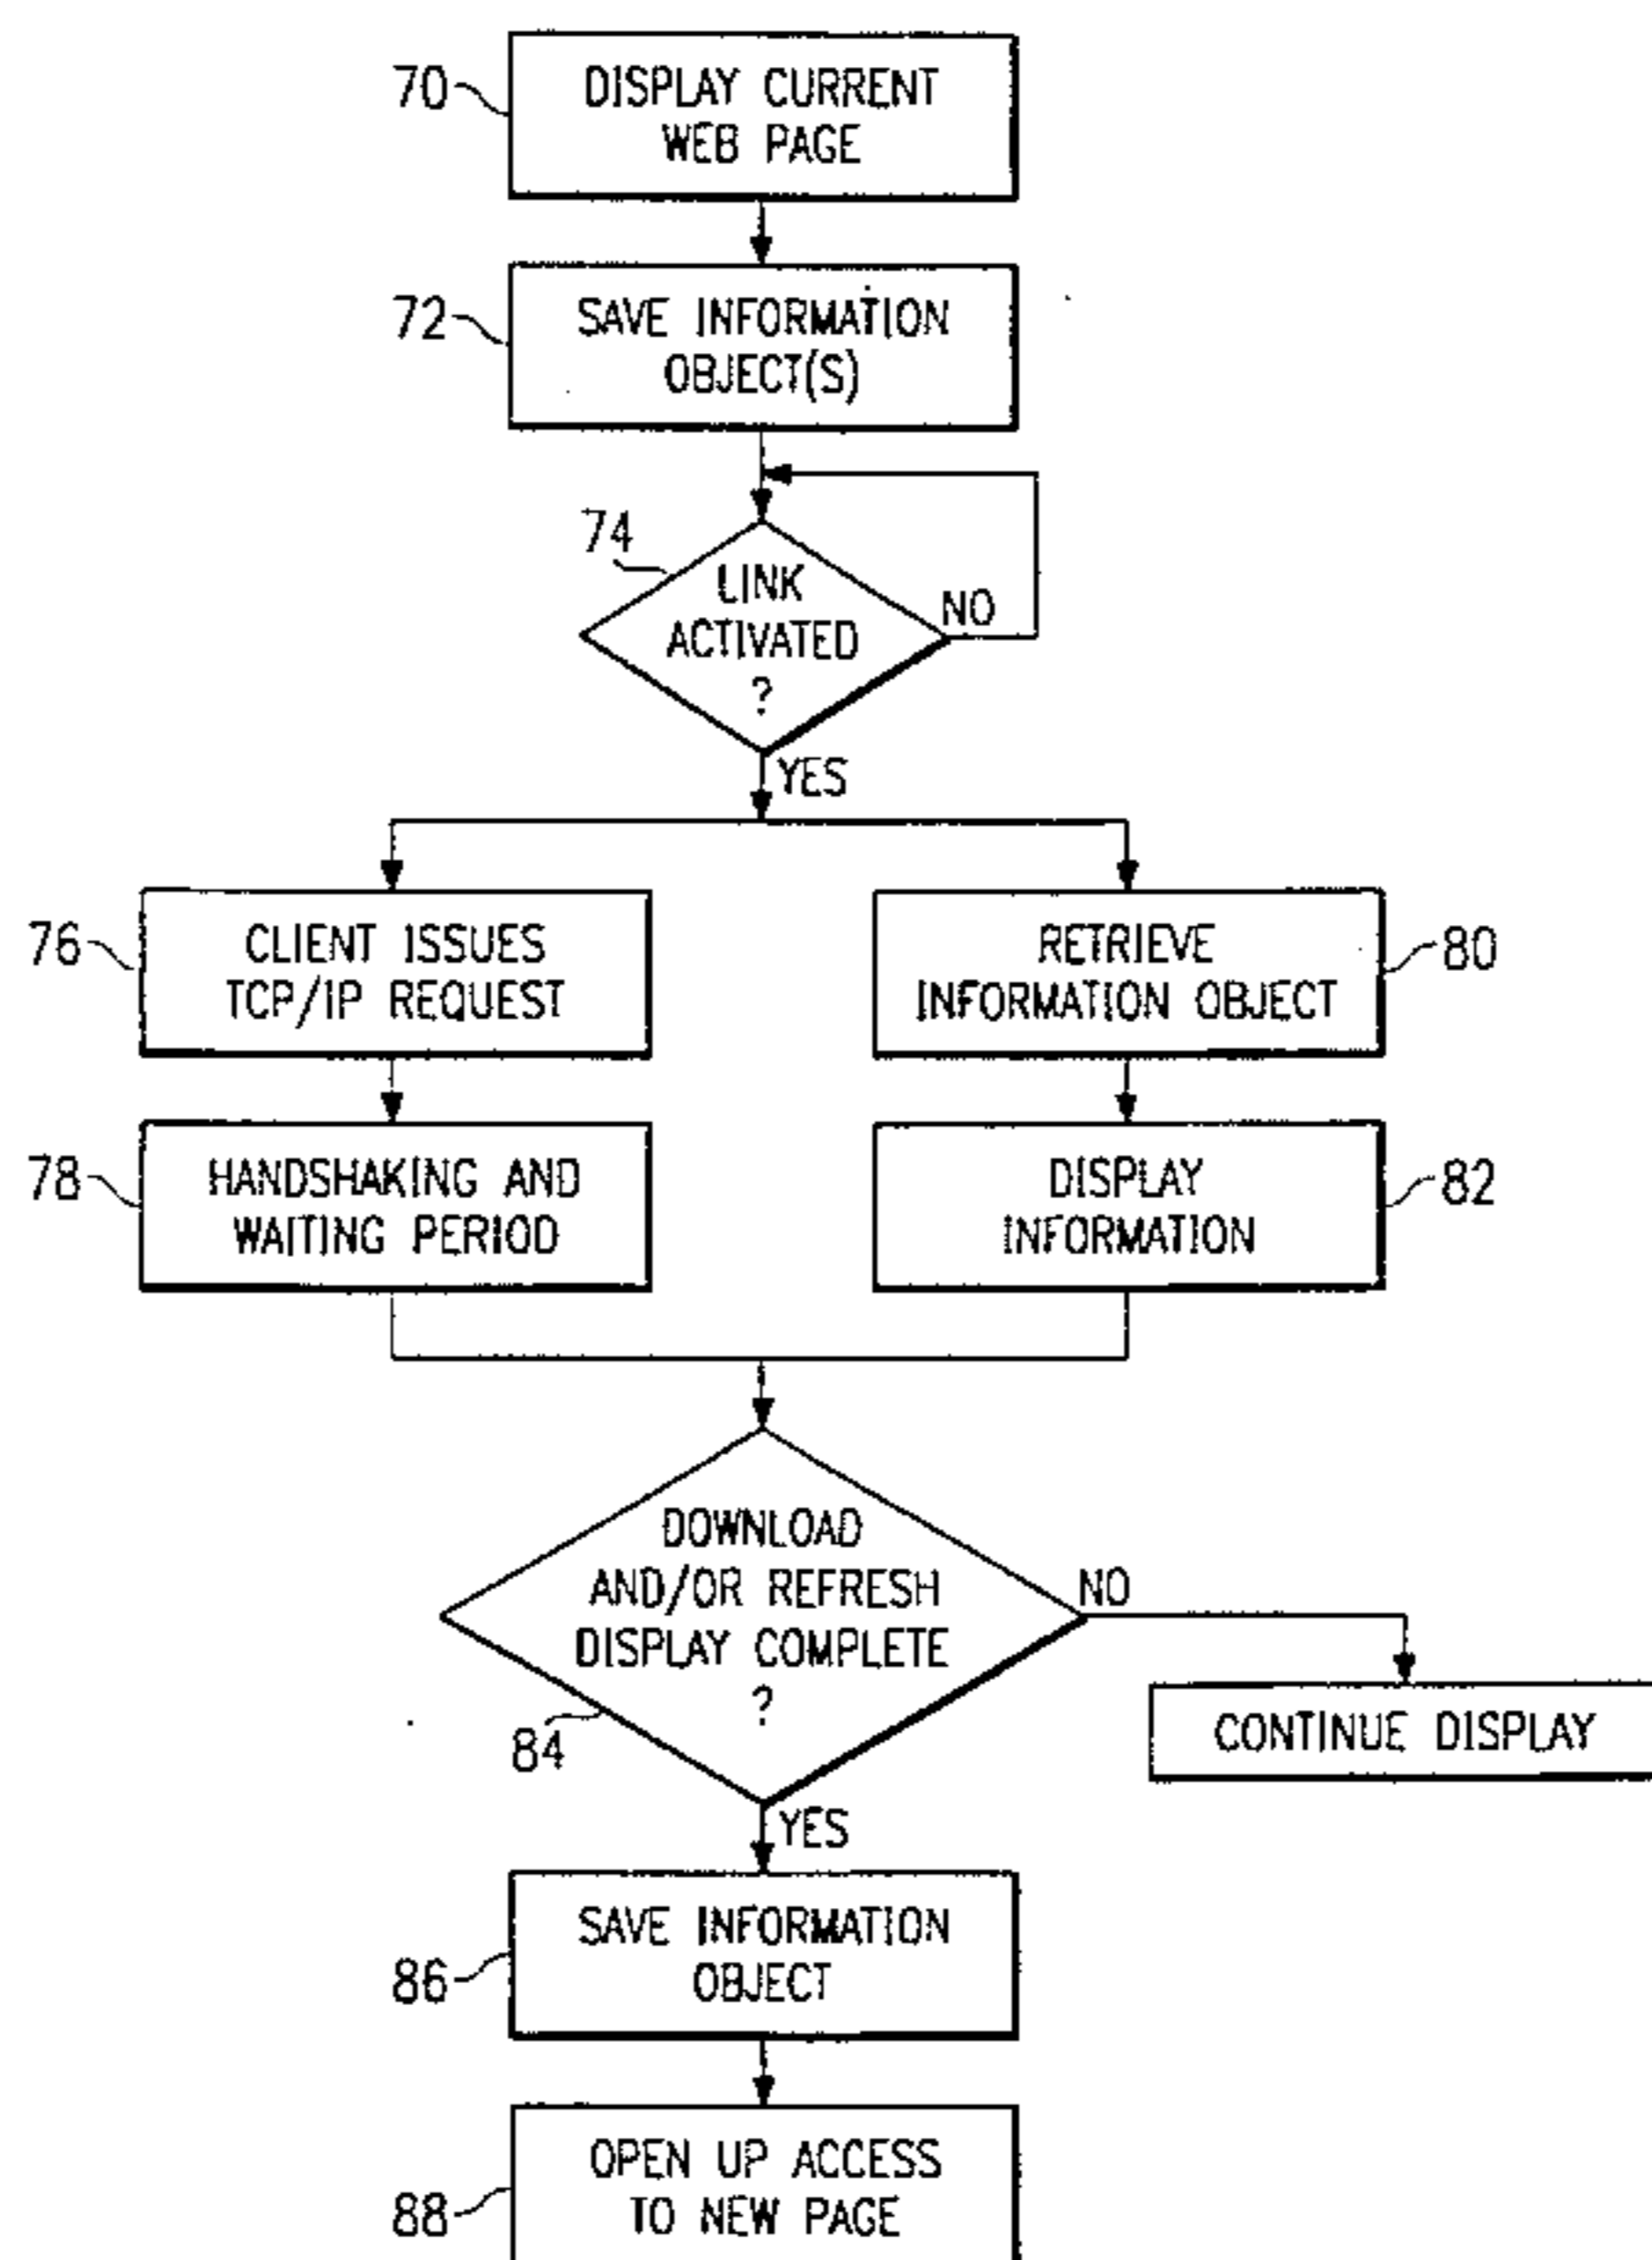 70
DISPLAY CURRENT
WEB PAGE
72
SAVE INFORMATION
OBJECT(S)
74
LINK
ACTIVATED
?
NO
YES
76
CLIENT ISSUES
TCP/IP REQUEST
RETRIEVE
INFORMATION OBJECT
80
78
HANDSHAKING AND
WAITING PERIOD
DISPLAY
INFORMATION
82
DOWNLOAD
AND/OR REFRESH
DISPLAY COMPLETE
?
NO
84
CONTINUE DISPLAY
YES
86
SAVE INFORMATION
OBJECT
88
OPEN UP ACCESS
TO NEW PAGE